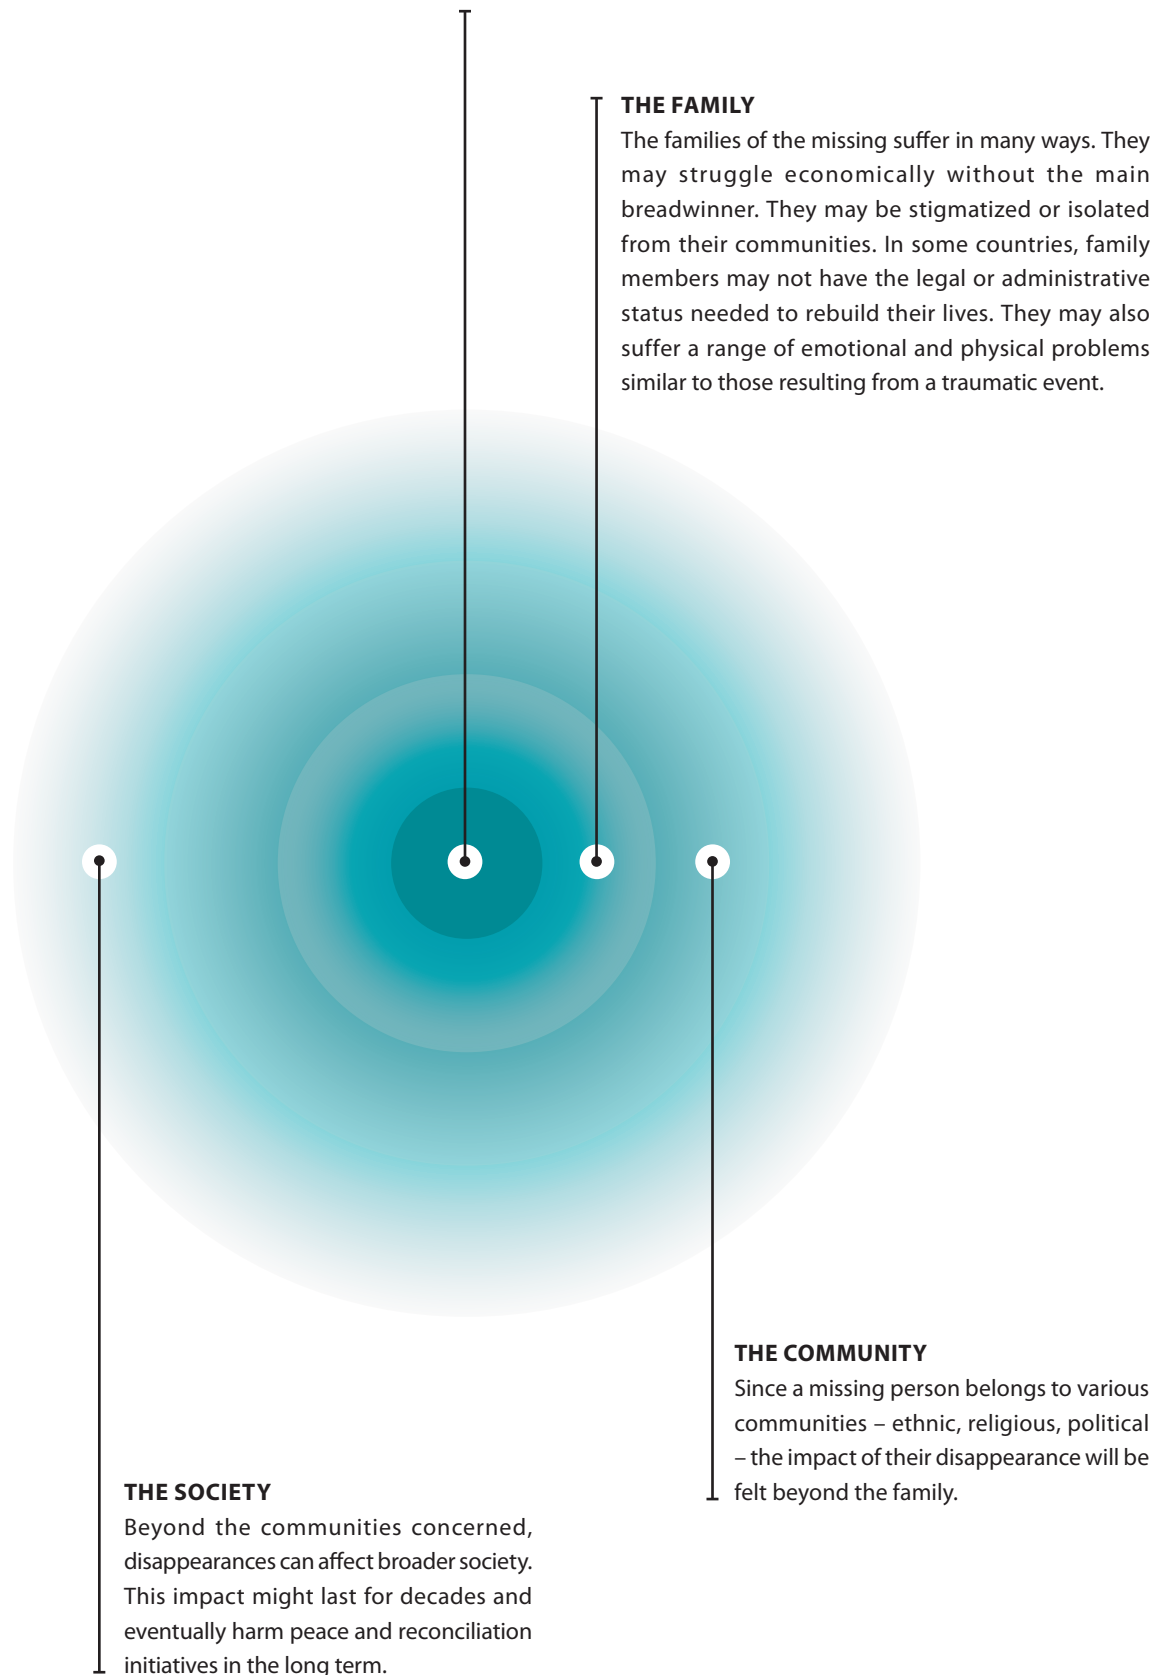 THE FAMILY
The families of the missing suffer in many ways. They
may struggle economically without the main
breadwinner. They may be stigmatized or isolated
from their communities. In some countries, family
members may not have the legal or administrative
status needed to rebuild their lives. They may also
suffer a range of emotional and physical problems
similar to those resulting from a traumatic event.
THE COMMUNITY
Since a missing person belongs to various
communities – ethnic, religious, political
– the impact of their disappearance will be
felt beyond the family.
THE SOCIETY
Beyond the communities concerned,
disappearances can affect broader society.
This impact might last for decades and
eventually harm peace and reconciliation
initiatives in the long term.